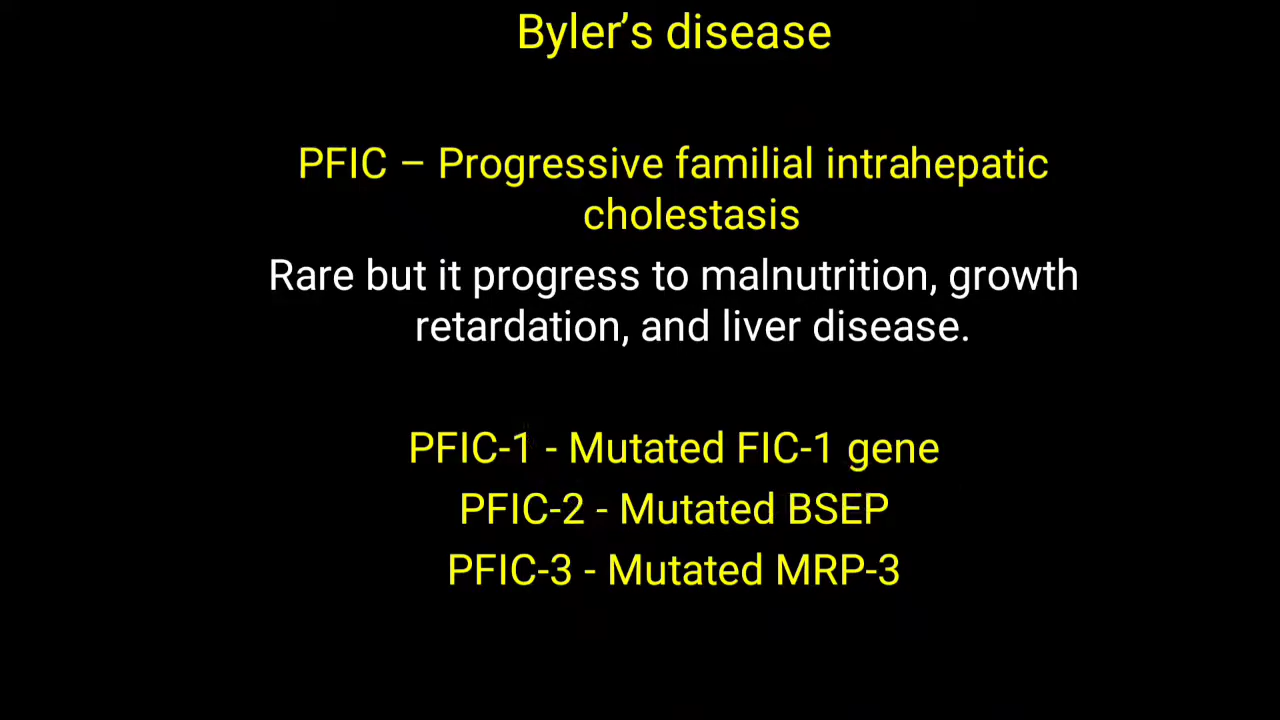 Byler’s disease
PFIC – Progressive familial intrahepatic
cholestasis
Rare but it progress to malnutrition, growth
retardation, and liver disease.
PFIC-1 - Mutated FIC-1 gene
PFIC-2 - Mutated BSEP
PFIC-3 - Mutated MRP-3